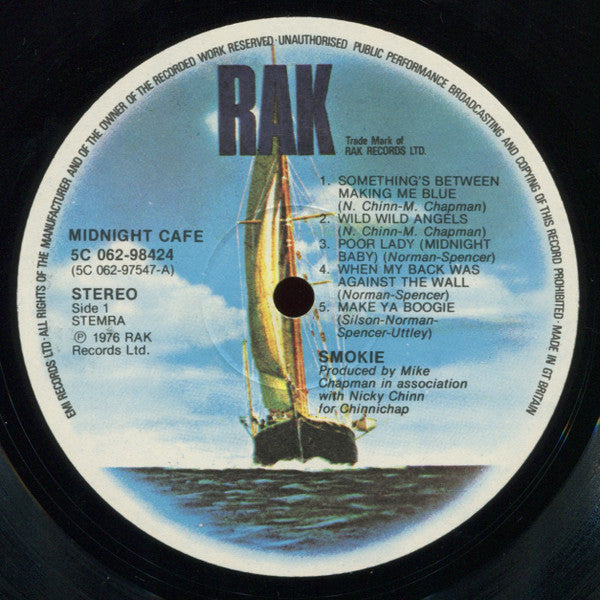 EMI RECORDS LTD·ALL RIGHTS OF THE MANUFACTURER AND OF THE OWNER OF THE RECORDED WORK RESERVED·UNAUTHORISED PUBLIC PERFORMANCE BROADCASTING AND COPYING OF THIS RECORD PROHIBITED·MADE IN GT BRITAIN
RAK
Trade Mark of
RAK RECORDS LTD.
MIDNIGHT CAFE
5C 062-98424
(5C 062-97547-A)
STEREO
Side 1
STEMRA
Ⓟ 1976 RAK
Records Ltd.
1. SOMETHING'S BETWEEN
MAKING ME BLUE
(N. Chinn-M. Chapman)
2. WILD WILD ANGELS
(N. Chinn-M. Chapman)
3. POOR LADY (MIDNIGHT
BABY) (Norman-Spencer)
4. WHEN MY BACK WAS
AGAINST THE WALL
(Norman-Spencer)
5. MAKE YA BOOGIE
(Silson-Norman-
Spencer-Uttley)
SMOKIE
Produced by Mike
Chapman in association
with Nicky Chinn
for Chinnichap